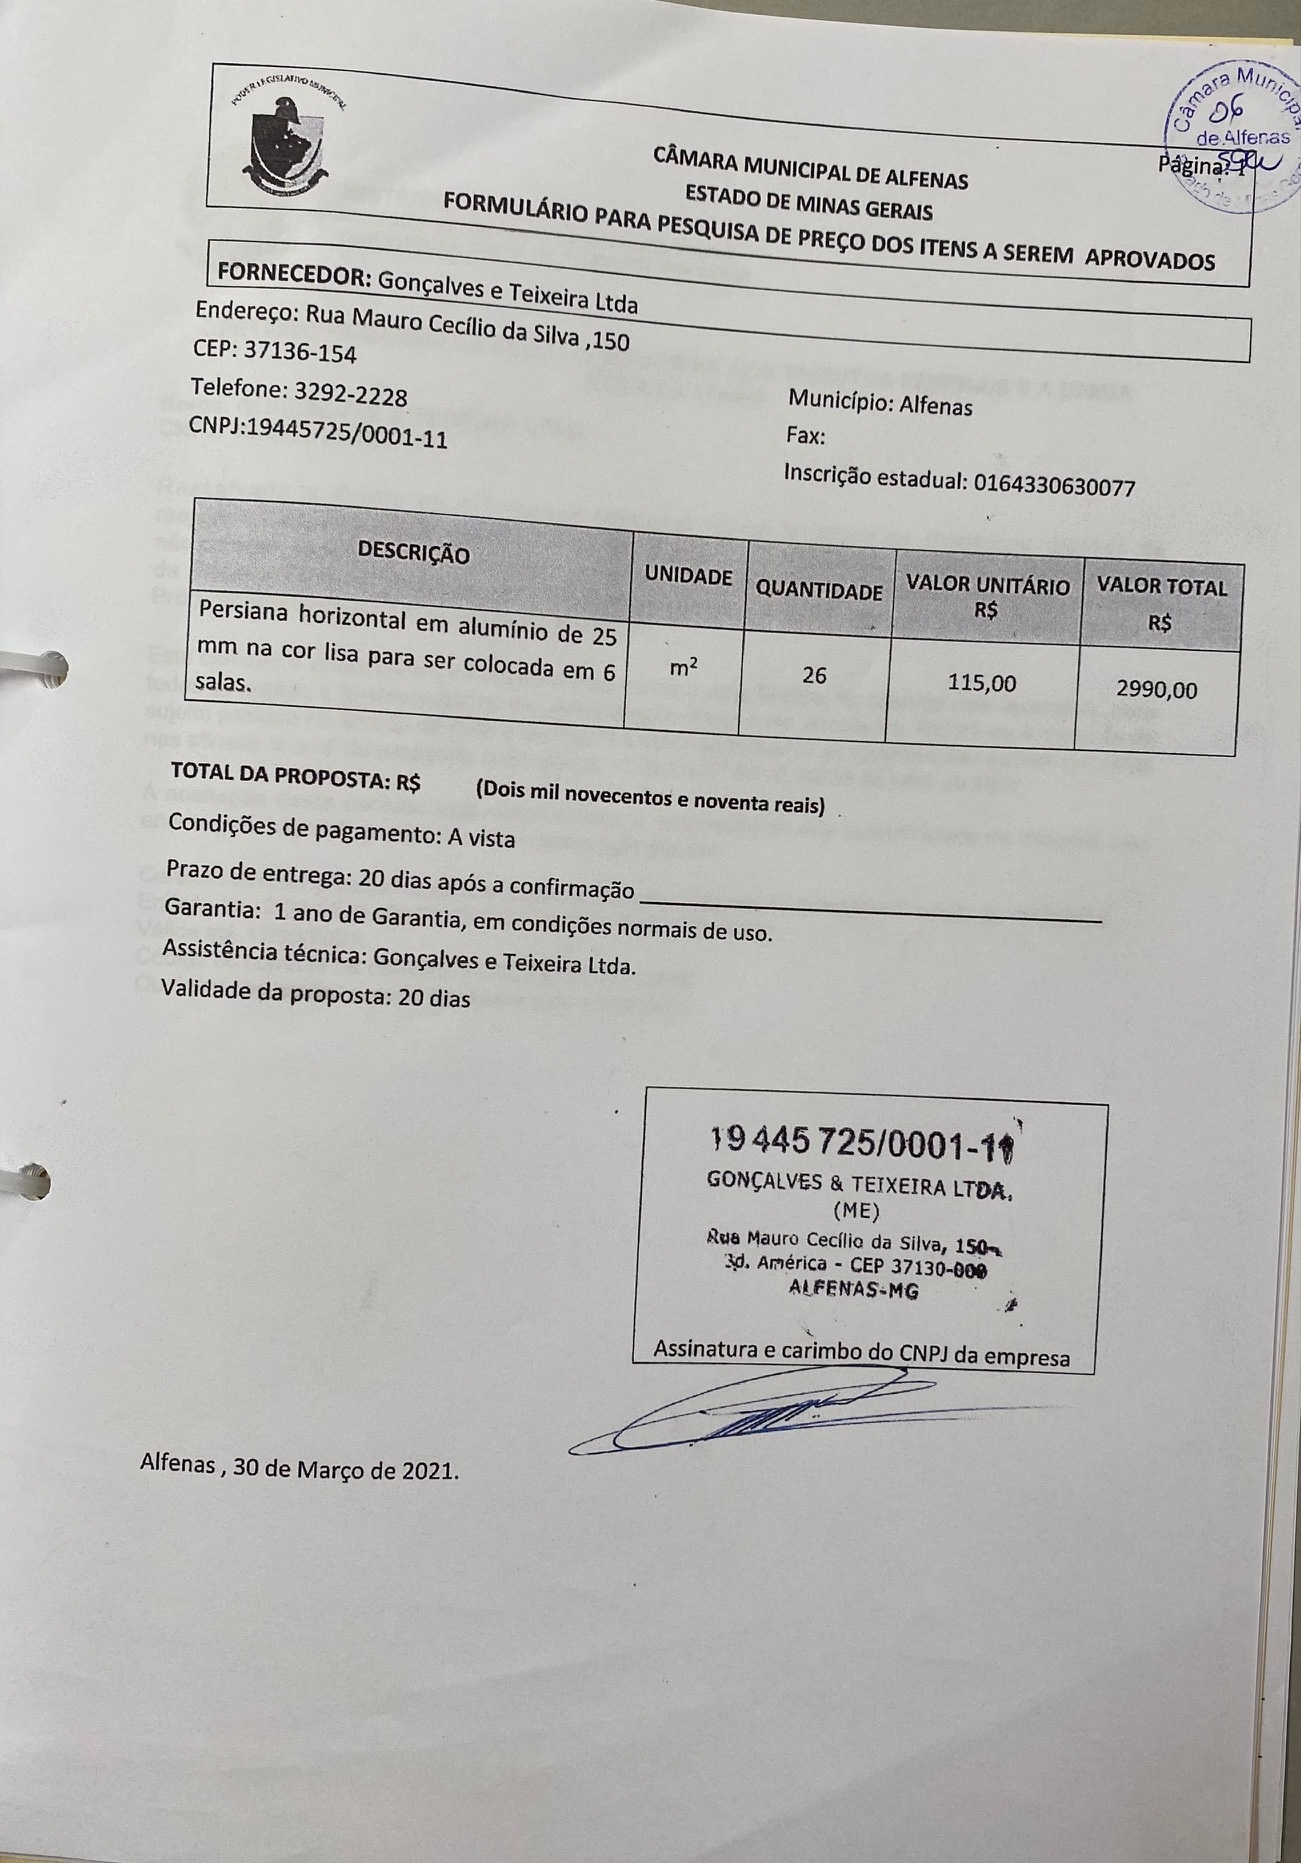 PODER LEGISLATIVO MUNICIPAL
Câmara Municipal
06
de Alfenas
Página: 1
CÂMARA MUNICIPAL DE ALFENAS
ESTADO DE MINAS GERAIS
FORMULÁRIO PARA PESQUISA DE PREÇO DOS ITENS A SEREM APROVADOS
FORNECEDOR: Gonçalves e Teixeira Ltda
Endereço: Rua Mauro Cecílio da Silva ,150
CEP: 37136-154
Telefone: 3292-2228
Município: Alfenas
CNPJ:19445725/0001-11
Fax:
Inscrição estadual: 0164330630077
DESCRIÇÃO UNIDADE QUANTIDADE VALOR UNITÁRIO R$ VALOR TOTAL R$
Persiana horizontal em alumínio de 25
mm na cor lisa para ser colocada em 6
salas.
m² 26 115,00 2990,00
TOTAL DA PROPOSTA: R$ (Dois mil novecentos e noventa reais)
Condições de pagamento: A vista
Prazo de entrega: 20 dias após a confirmação
Garantia: 1 ano de Garantia, em condições normais de uso.
Assistência técnica: Gonçalves e Teixeira Ltda.
Validade da proposta: 20 dias
19 445 725/0001-11
GONÇALVES & TEIXEIRA LTDA.
(ME)
Rua Mauro Cecílio da Silva, 150
Jd. América - CEP 37130-000
ALFENAS-MG
Assinatura e carimbo do CNPJ da empresa
Alfenas , 30 de Março de 2021.